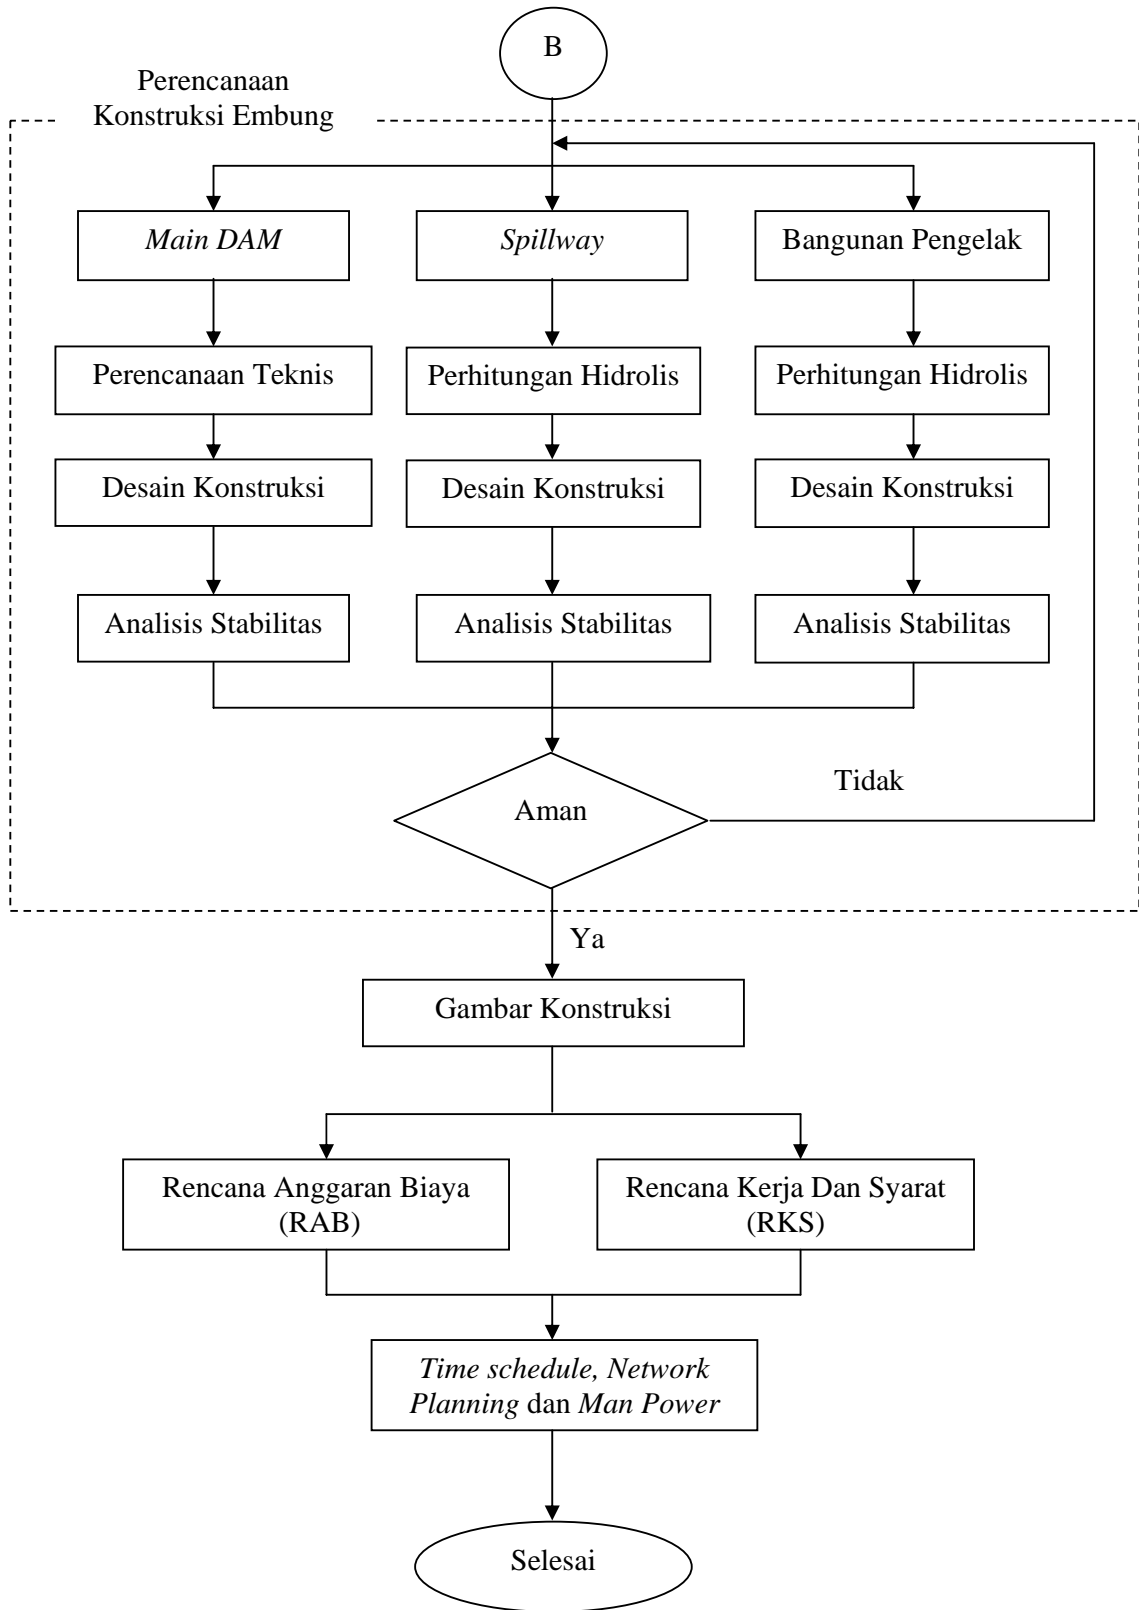 B
Perencanaan
Konstruksi Embung
Main DAM
Spillway
Bangunan Pengelak
Perencanaan Teknis
Perhitungan Hidrolis
Perhitungan Hidrolis
Desain Konstruksi
Desain Konstruksi
Desain Konstruksi
Analisis Stabilitas
Analisis Stabilitas
Analisis Stabilitas
Tidak
Aman
Ya
Gambar Konstruksi
Rencana Anggaran Biaya
(RAB)
Rencana Kerja Dan Syarat
(RKS)
Time schedule, Network
Planning dan Man Power
Selesai